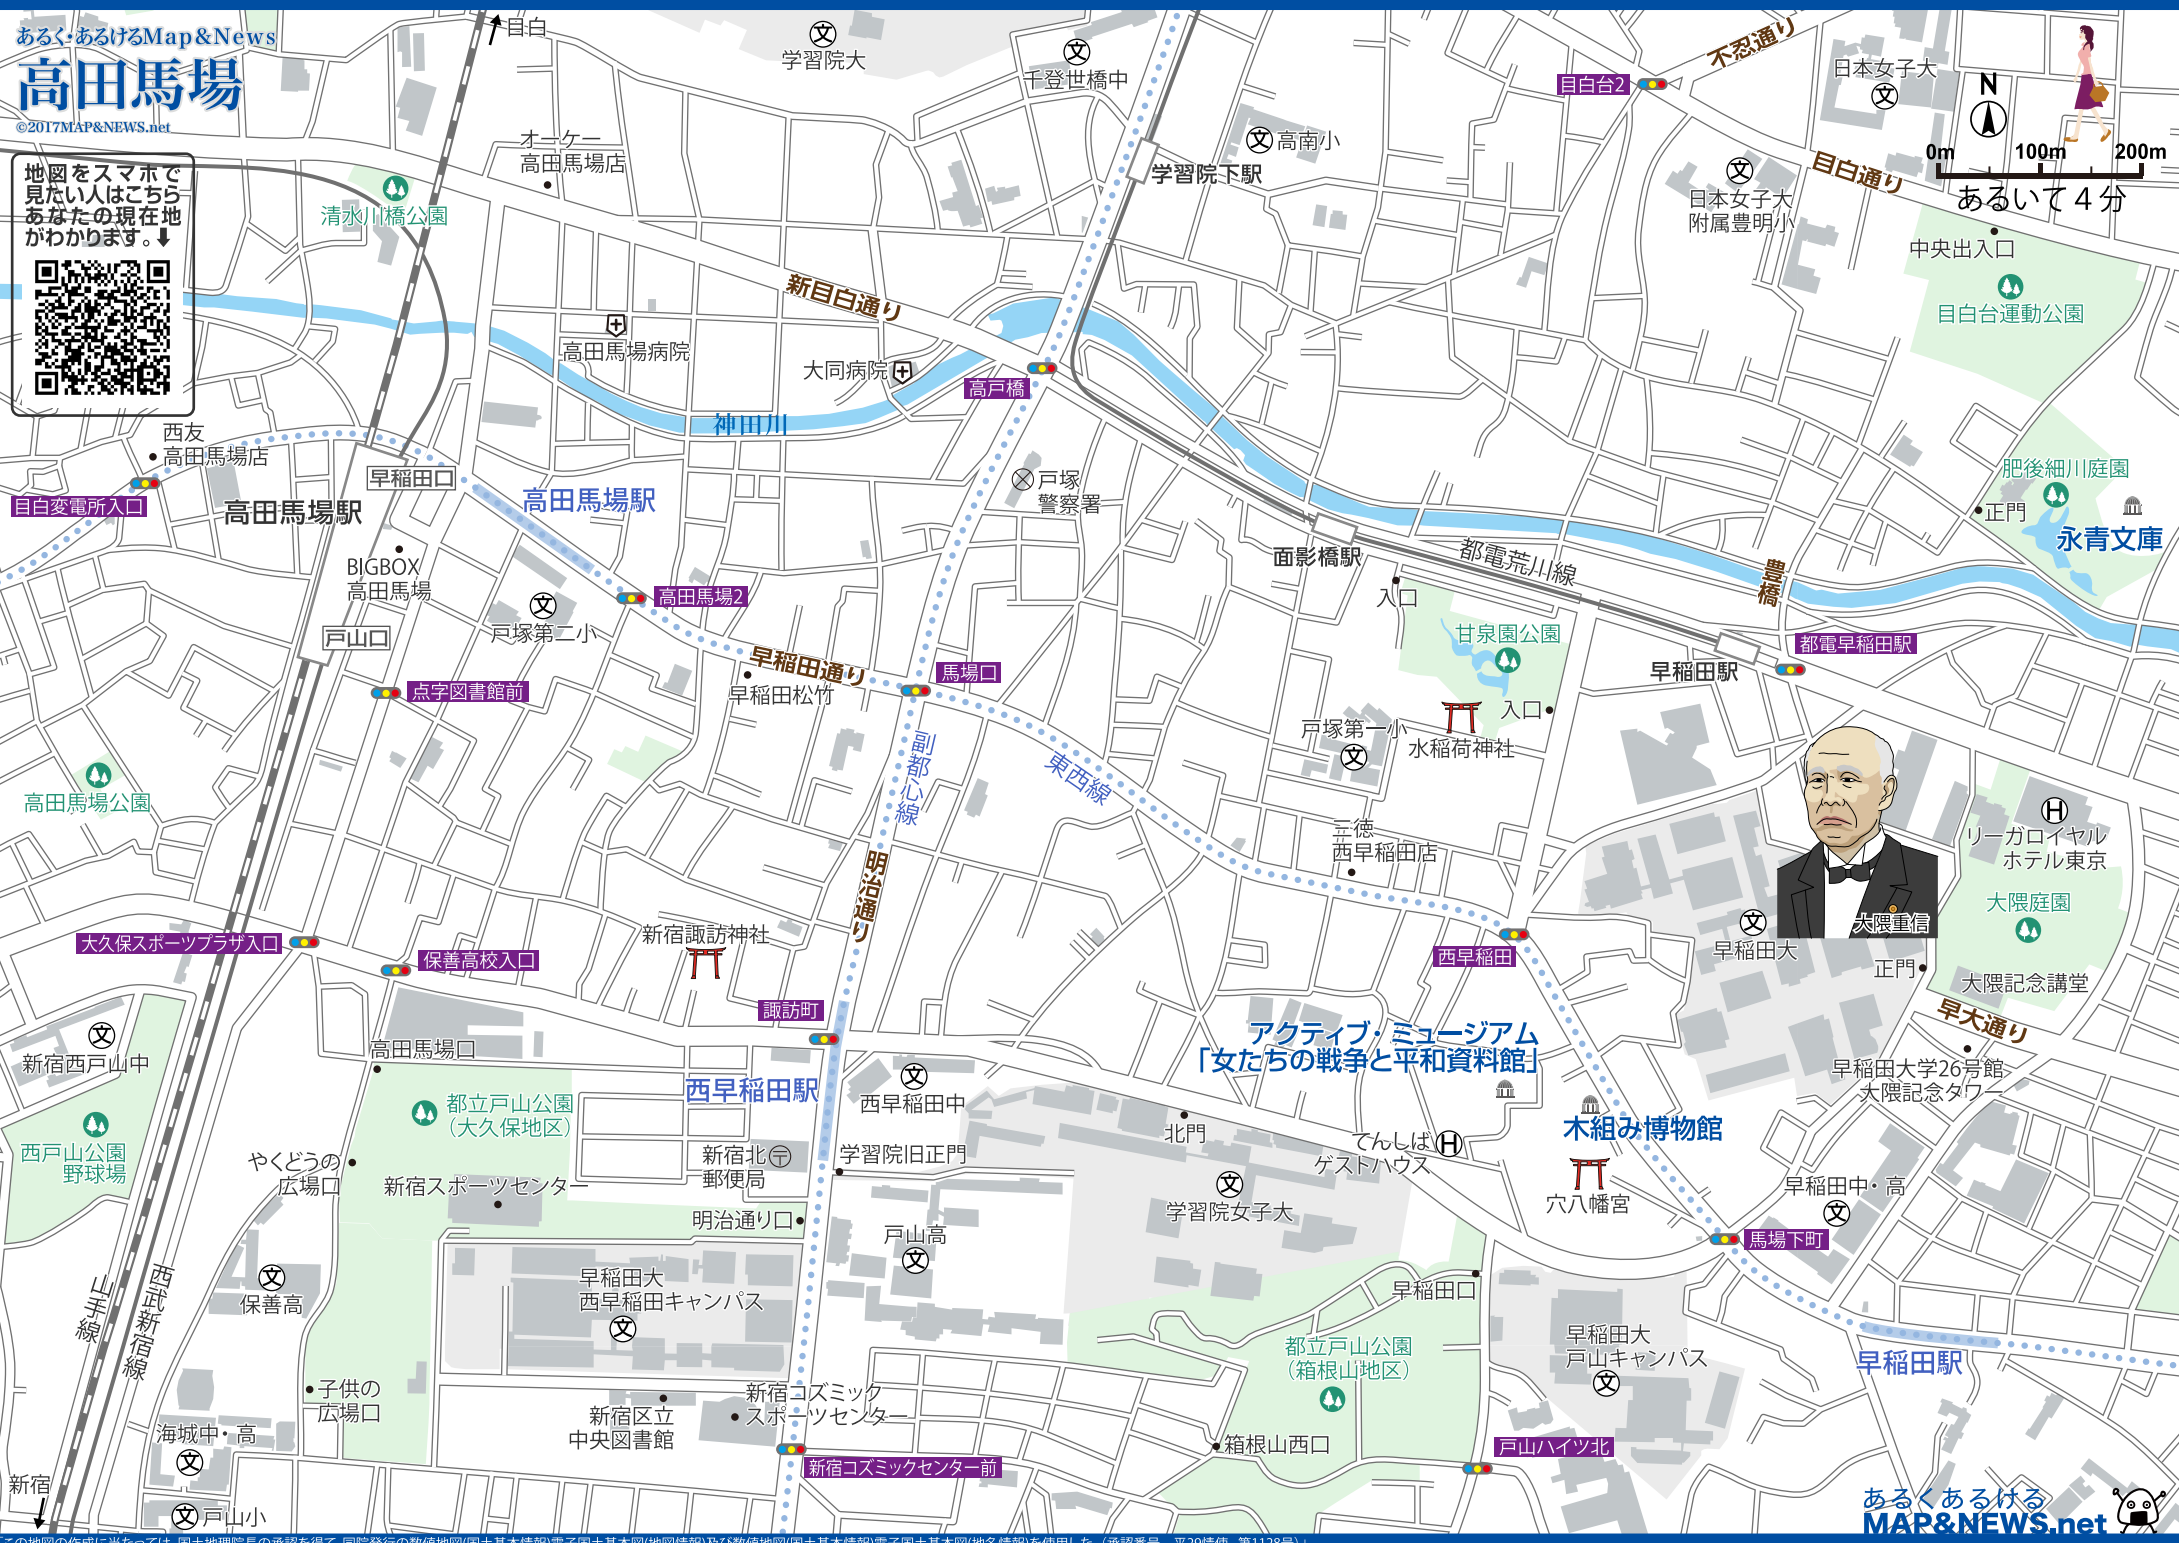 あるく・あるけるMap&News
高田馬場
©2017MAP&NEWS.net
地図をスマホで
見たい人はこちら
あなたの現在地
がわかります。⬇
目白
学習院大
千登世橋中
目白台2
不忍通り
日本女子大
N
0m 100m 200m
あるいて4分
オーケー
高田馬場店
高南小
学習院下駅
日本女子大
附属豊明小
目白通り
清水川橋公園
中央出入口
目白台運動公園
新目白通り
高田馬場病院
大同病院
高戸橋
神田川
西友
高田馬場店
目白変電所入口
早稲田口
高田馬場駅
高田馬場駅
戸塚
警察署
肥後細川庭園
正門
永青文庫
面影橋駅
都電荒川線
豊橋
BIGBOX
高田馬場
高田馬場2
戸塚第二小
入口
甘泉園公園
戸山口
早稲田通り
馬場口
早稲田駅
都電早稲田駅
点字図書館前
早稲田松竹
入口
戸塚第一小
水稲荷神社
副都心線
東西線
高田馬場公園
三徳
西早稲田店
リーガロイヤル
ホテル東京
明治通り
大隈庭園
大隈重信
早稲田大
正門
大隈記念講堂
早大通り
大久保スポーツプラザ入口
保善高校入口
新宿諏訪神社
西早稲田
諏訪町
新宿西戸山中
高田馬場口
アクティブ・ミュージアム
「女たちの戦争と平和資料館」
早稲田大学26号館
大隈記念タワー
西早稲田駅
都立戸山公園
(大久保地区)
西早稲田中
北門
てんしば
ゲストハウス
木組み博物館
西戸山公園
野球場
やくどうの
広場口
新宿スポーツセンター
新宿北
郵便局
学習院旧正門
学習院女子大
穴八幡宮
早稲田中・高
明治通り口
戸山高
馬場下町
山手線
西武新宿線
保善高
早稲田大
西早稲田キャンパス
早稲田口
都立戸山公園
(箱根山地区)
早稲田大
戸山キャンパス
早稲田駅
子供の
広場口
新宿区立
中央図書館
新宿コズミック
スポーツセンター
新宿コズミックセンター前
箱根山西口
戸山ハイツ北
海城中・高
新宿
戸山小
あるくあるける
MAP&NEWS.net